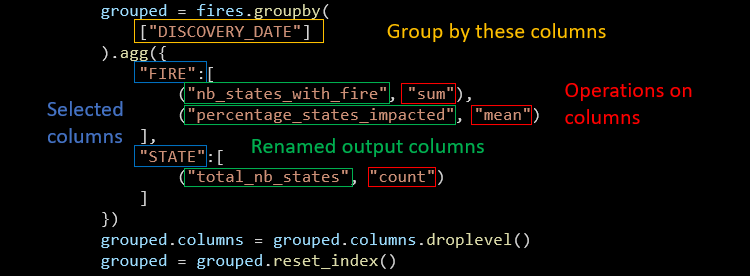 grouped = fires.groupby(
["DISCOVERY_DATE"]
Group by these columns
).agg({
"FIRE":[
("nb_states_with_fire", "sum"),
("percentage_states_impacted", "mean")
Operations on
columns
Selected
columns
],
"STATE":[
Renamed output columns
("total_nb_states", "count")
]
})
grouped.columns = grouped.columns.droplevel()
grouped = grouped.reset_index()